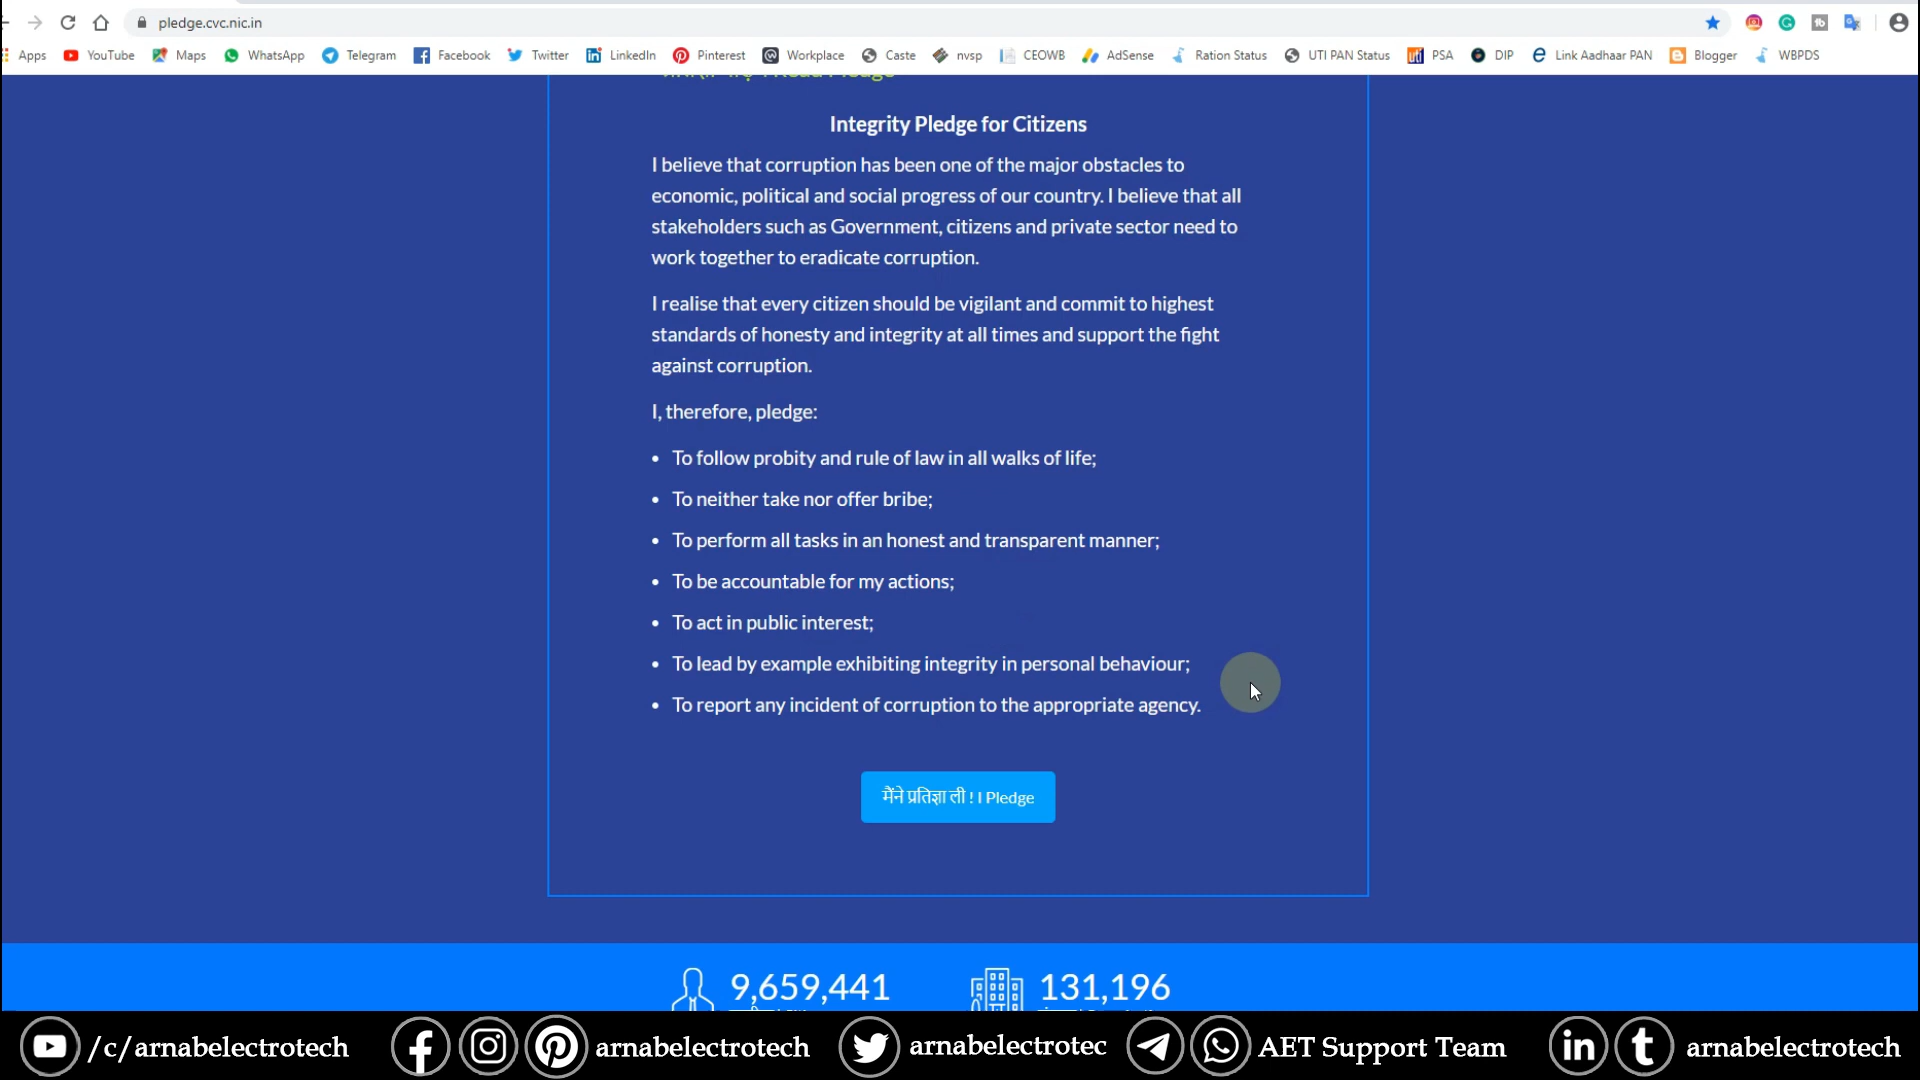 pledge.cvc.nic.in
Apps YouTube Maps WhatsApp Telegram Facebook Twitter LinkedIn Pinterest Workplace Caste nvsp CEOWB AdSense Ration Status UTI PAN Status PSA DIP Link Aadhaar PAN Blogger WBPDS
Integrity Pledge for Citizens
I believe that corruption has been one of the major obstacles to
economic, political and social progress of our country. I believe that all
stakeholders such as Government, citizens and private sector need to
work together to eradicate corruption.
I realise that every citizen should be vigilant and commit to highest
standards of honesty and integrity at all times and support the fight
against corruption.
I, therefore, pledge:
• To follow probity and rule of law in all walks of life;
• To neither take nor offer bribe;
• To perform all tasks in an honest and transparent manner;
• To be accountable for my actions;
• To act in public interest;
• To lead by example exhibiting integrity in personal behaviour;
• To report any incident of corruption to the appropriate agency.
मैंने प्रतिज्ञा ली ! I Pledge
9,659,441 131,196
/c/arnabelectrotech arnabelectrotech arnabelectrotec AET Support Team arnabelectrotech